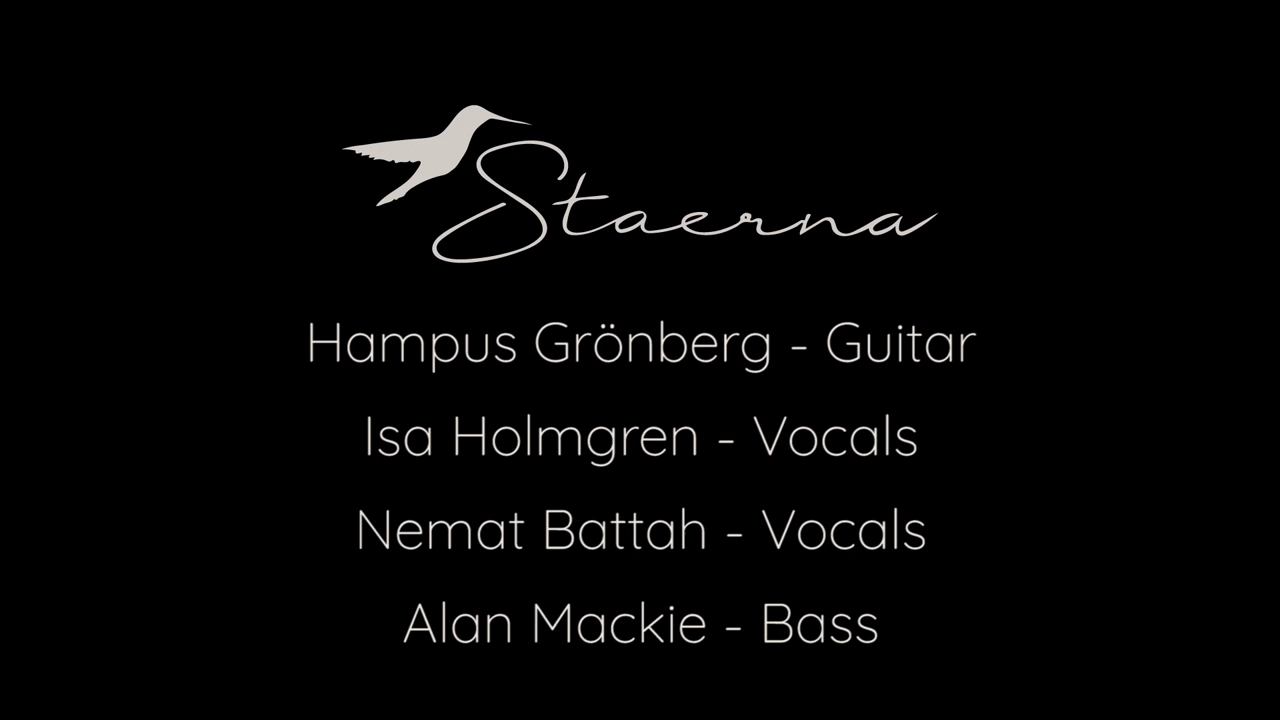 Staerna
Hampus Grönberg - Guitar
Isa Holmgren - Vocals
Nemat Battah - Vocals
Alan Mackie - Bass